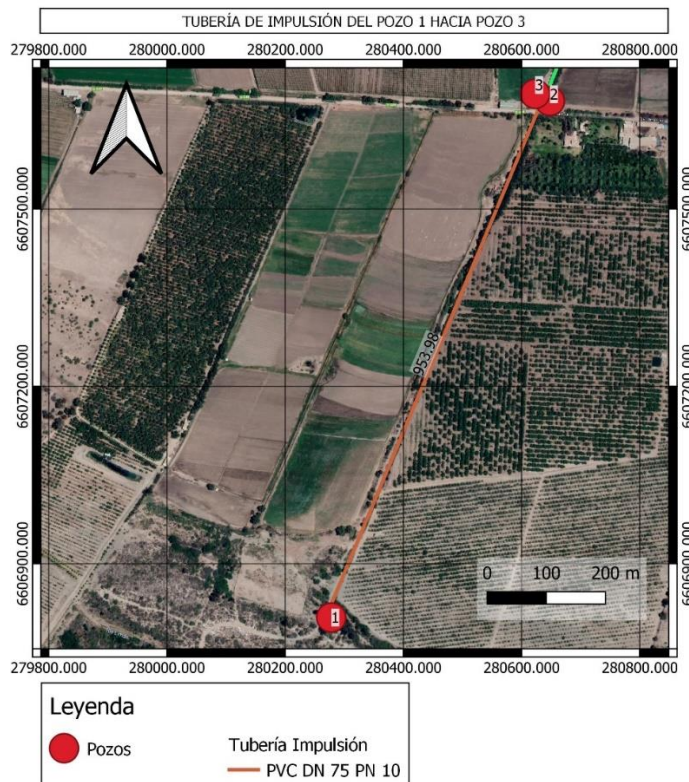 TUBERÍA DE IMPULSIÓN DEL POZO 1 HACIA POZO 3
279800.000 280000.000 280200.000 280400.000 280600.000 280800.000
3
2
6607500.000 6607500.000
953.98
6607200.000 6607200.000
6606900.000 6606900.000
0 100 200 m
1
279800.000 280000.000 280200.000 280400.000 280600.000 280800.000
Leyenda
Pozos
Tubería Impulsión
PVC DN 75 PN 10